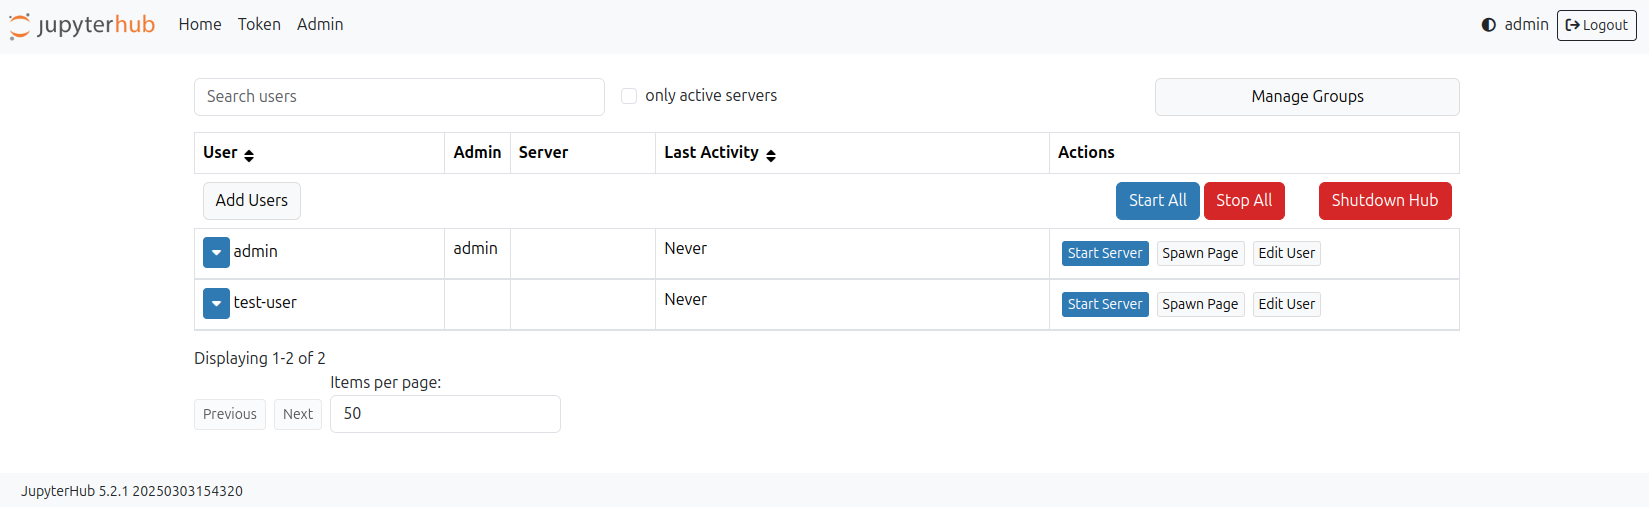 jupyterhub Home Token Admin admin Logout
Search users only active servers Manage Groups
User Admin Server Last Activity Actions
Add Users Start All Stop All Shutdown Hub
admin admin Never Start Server Spawn Page Edit User
test-user Never Start Server Spawn Page Edit User
Displaying 1-2 of 2
Items per page:
Previous Next 50
JupyterHub 5.2.1 20250303154320